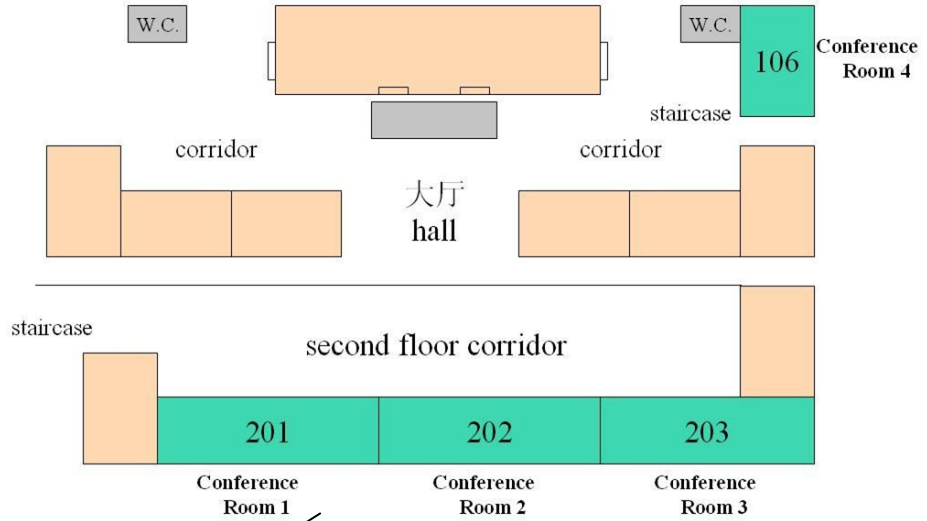 W.C.
W.C.
106
Conference
Room 4
staircase
corridor
corridor
大厅
hall
staircase
second floor corridor
201
202
203
Conference
Room 1
Conference
Room 2
Conference
Room 3